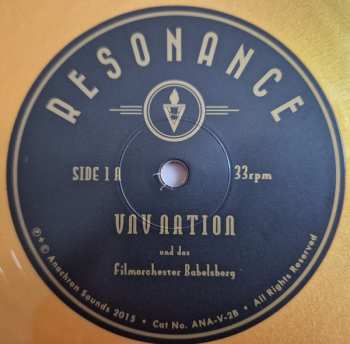 RESONANCE
SIDE 1 A
33rpm
VNV NATION
und das
Filmorchester Babelsberg
℗ + © Anachron Sounds 2015 • Cat No. ANA-V-2B • All Rights Reserved